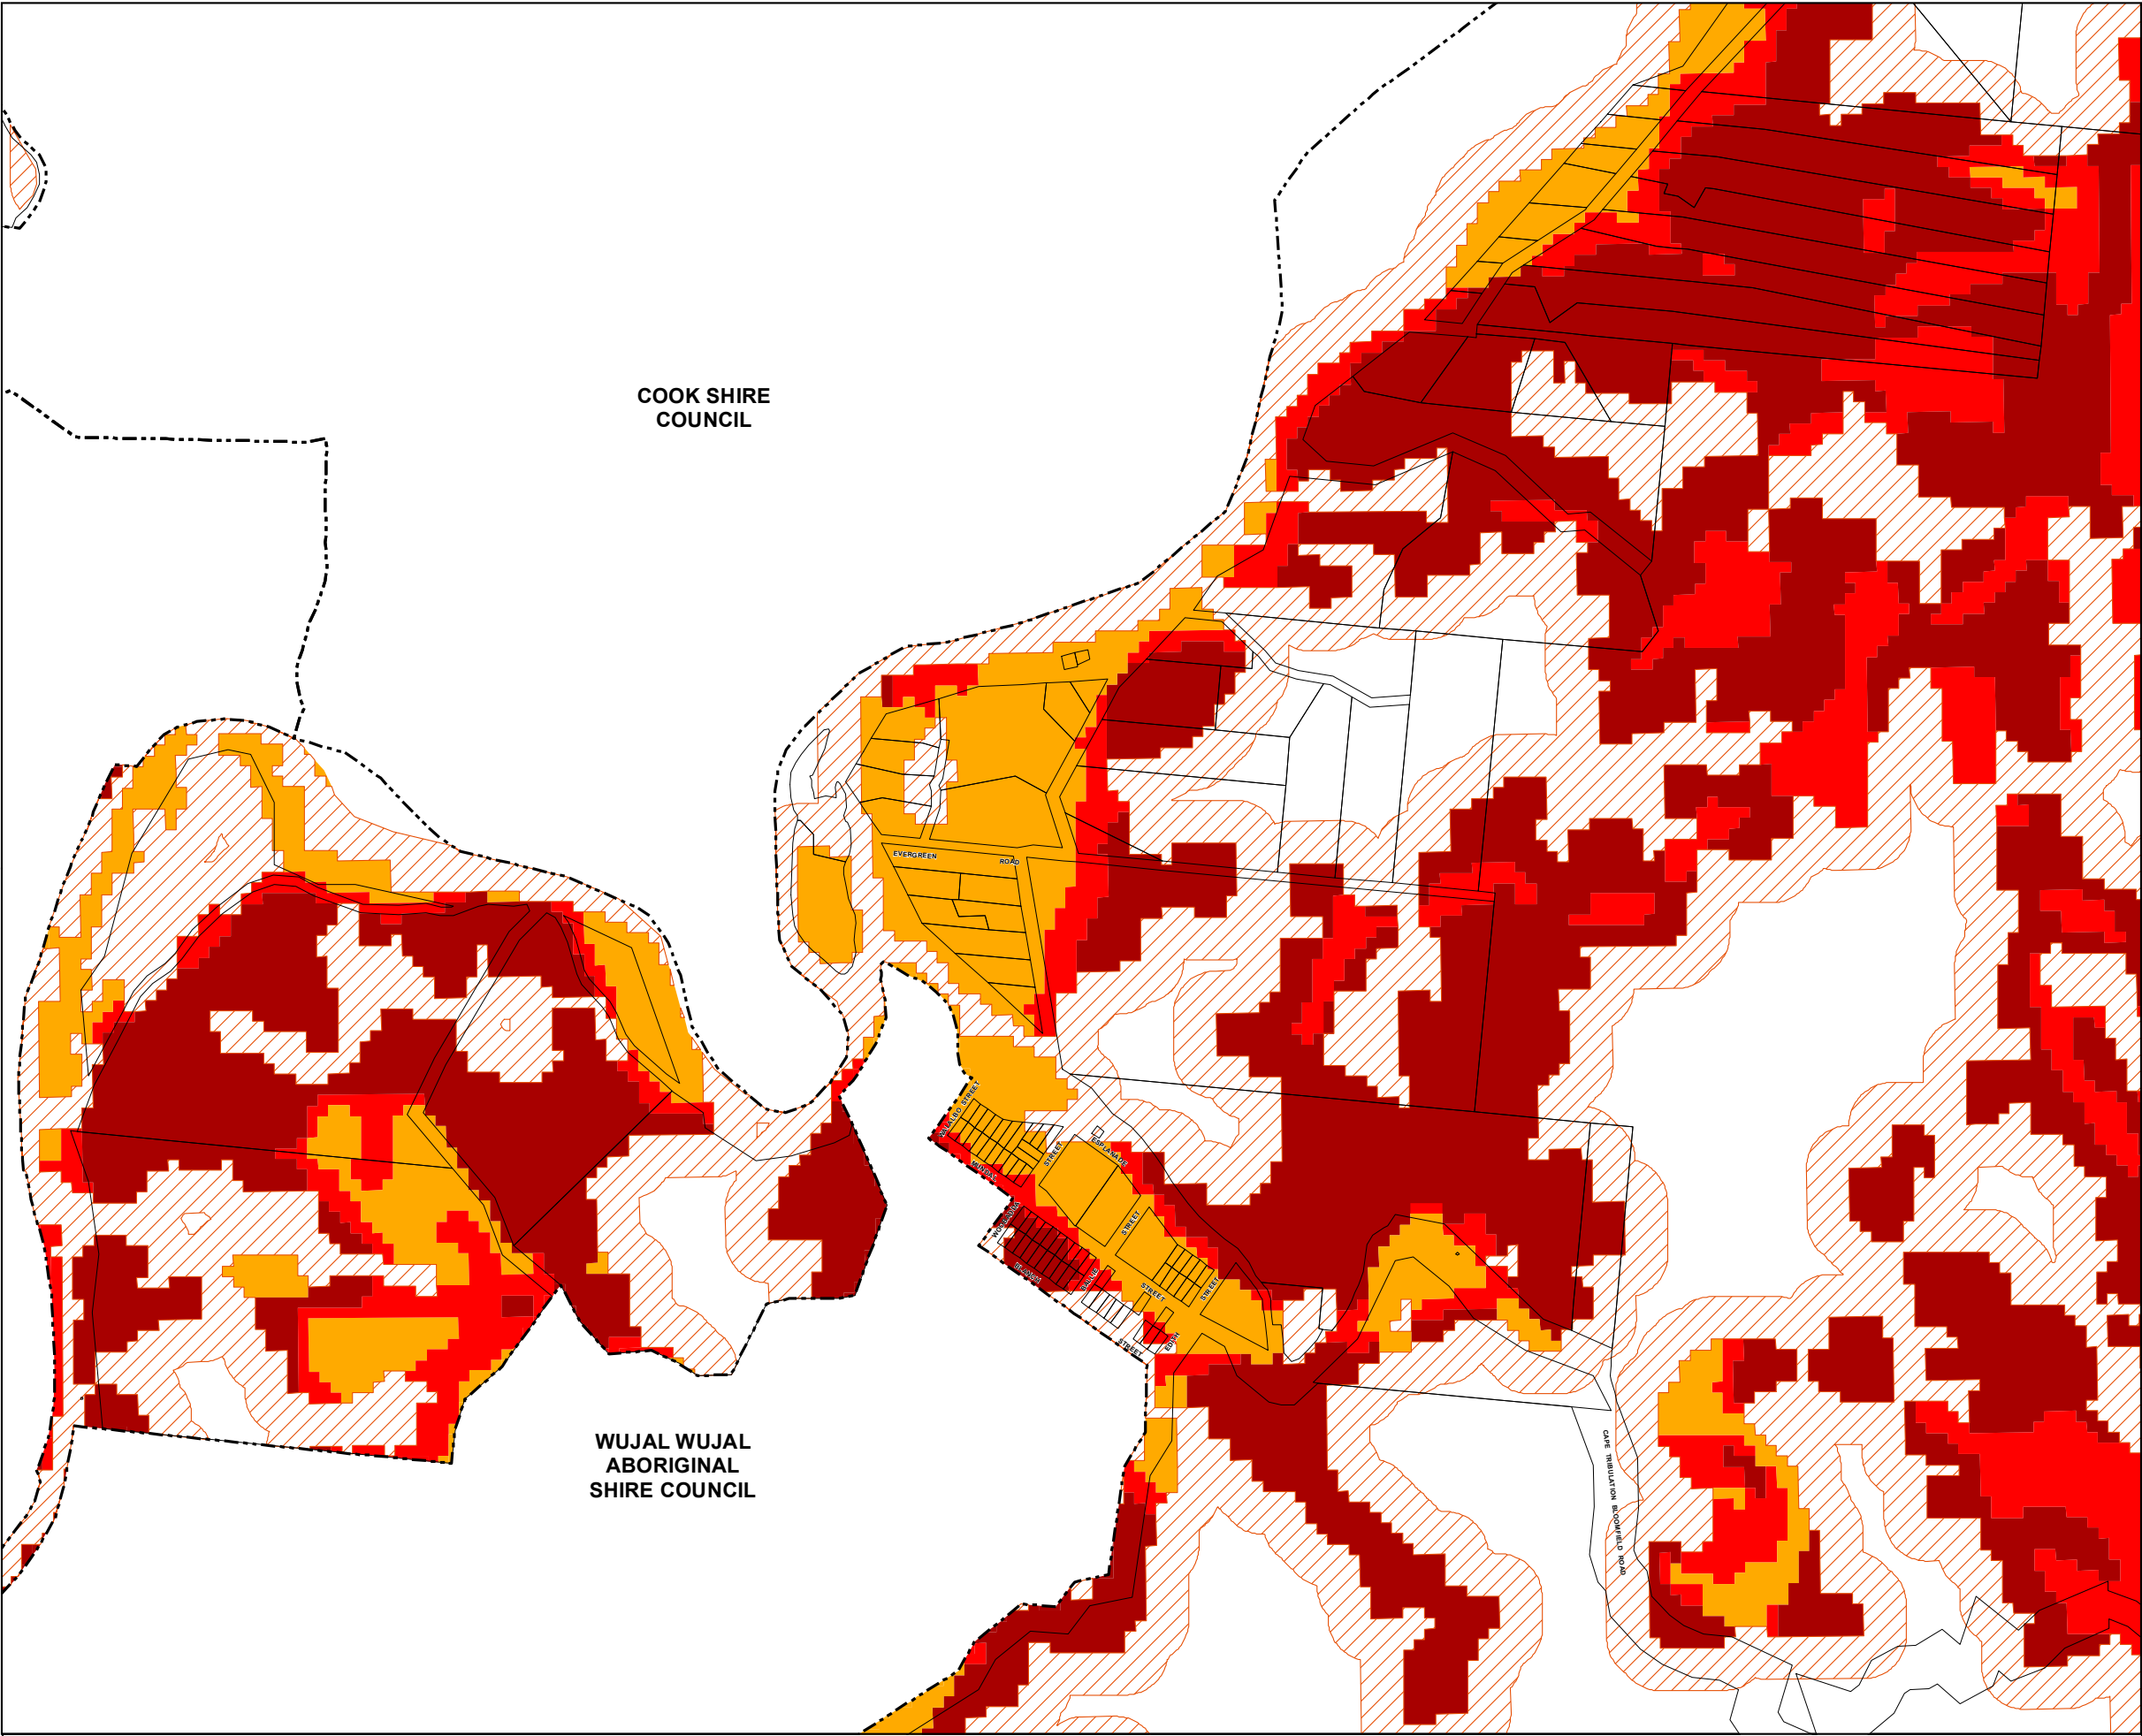 COOK SHIRE
COUNCIL
EVERGREEN ROAD
STREET
STREET
ESPLANADE
STREET
STREET
STREET
STREET
EDITH
WUJAL WUJAL
ABORIGINAL
SHIRE COUNCIL
CAPE TRIBULATION BLOOMFIELD ROAD